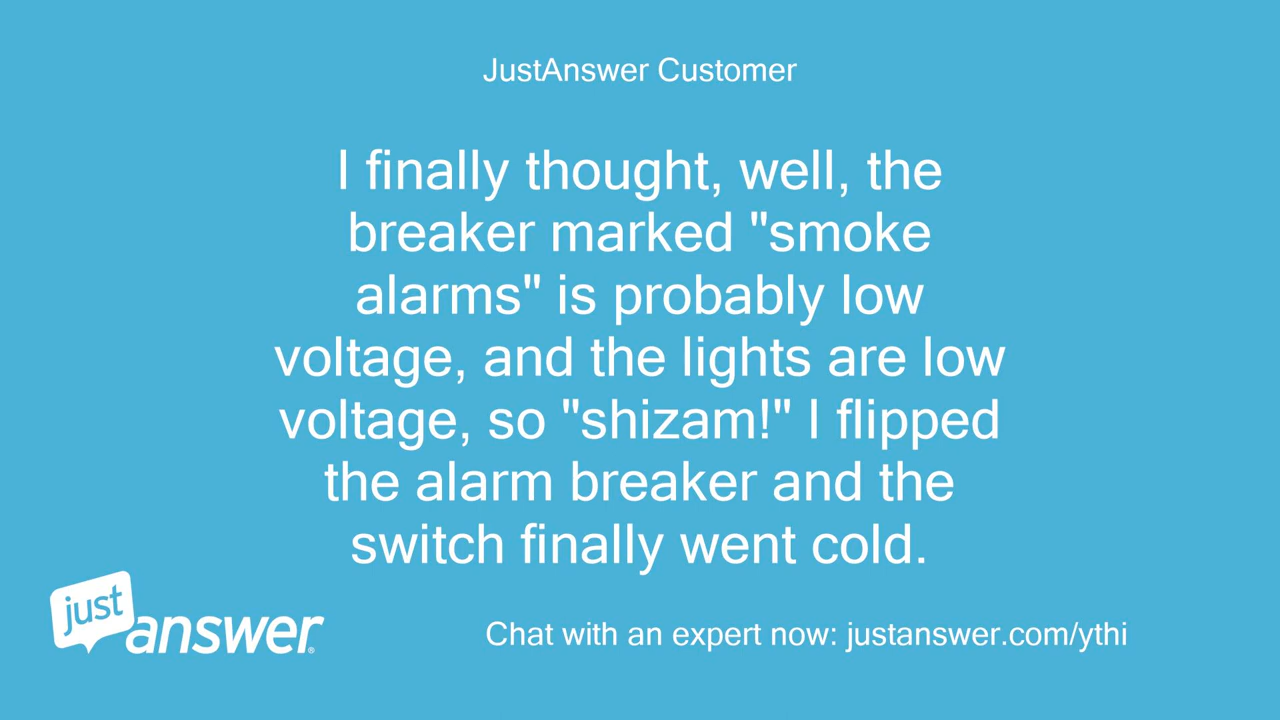 JustAnswer Customer
I finally thought, well, the
breaker marked "smoke
alarms" is probably low
voltage, and the lights are low
voltage, so "shizam!" I flipped
the alarm breaker and the
switch finally went cold.
just
answer®
Chat with an expert now: justanswer.com/ythi